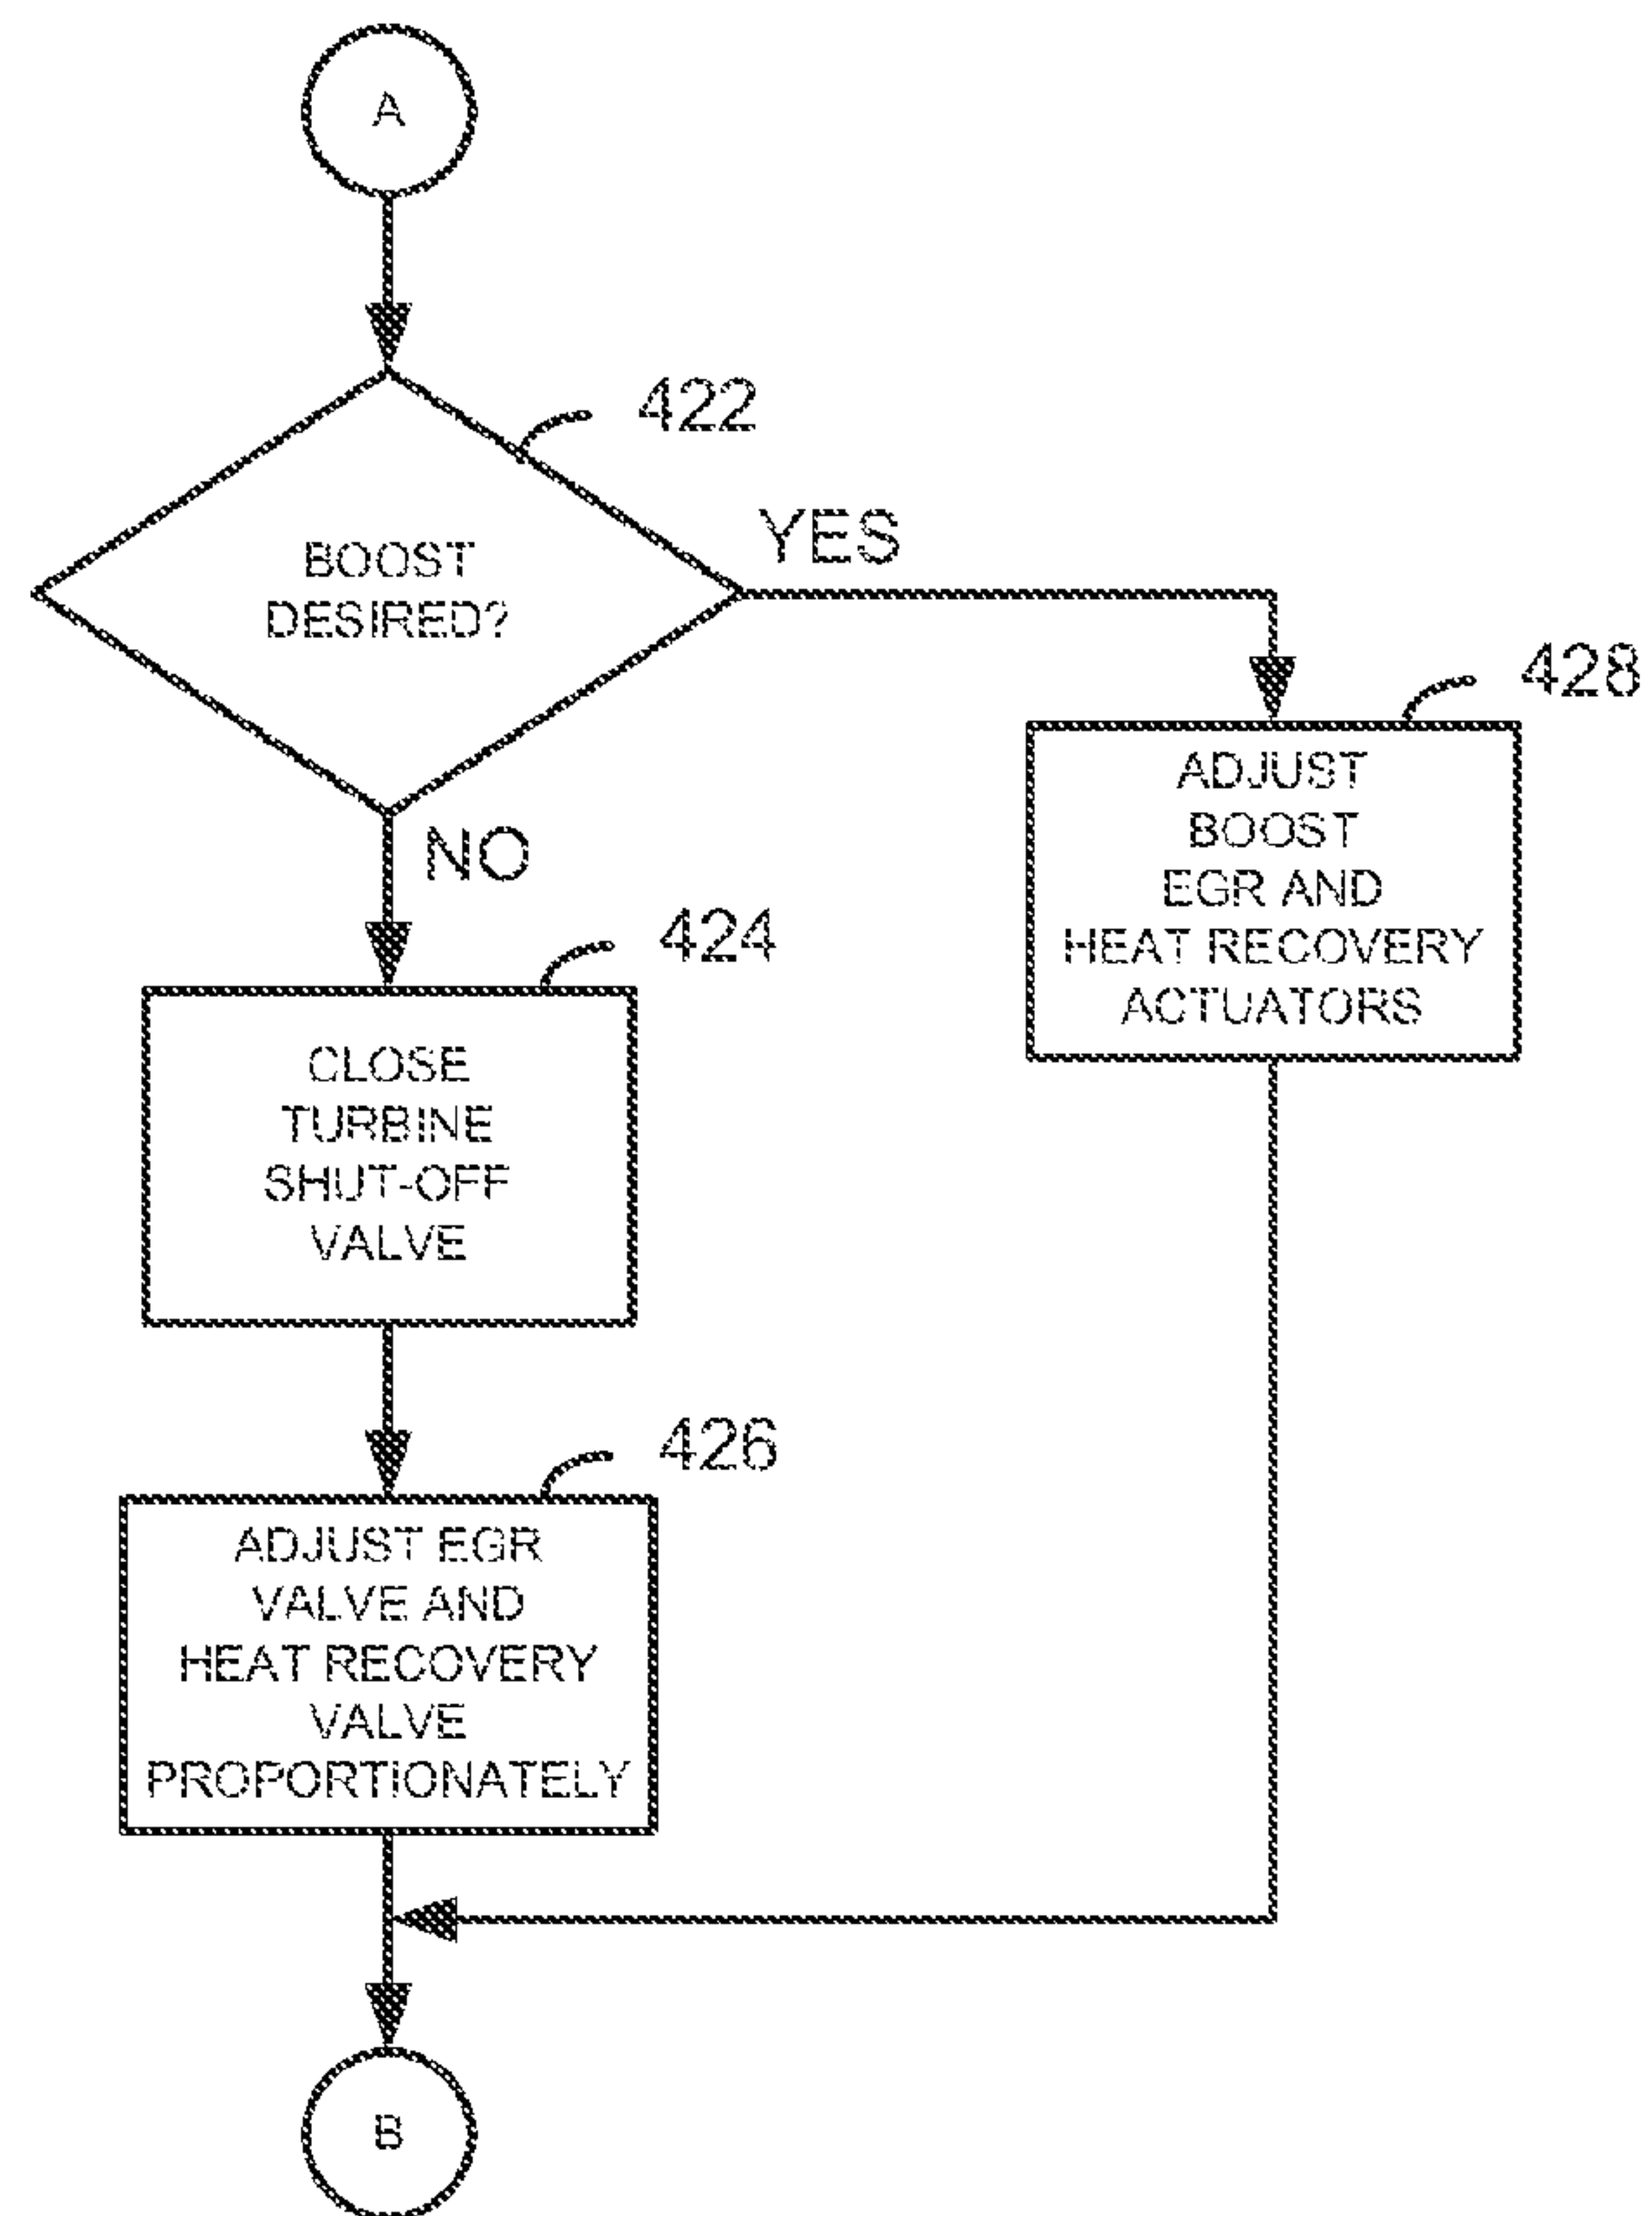 A
422
BOOST
DESIRED?
YES
428
ADJUST
BOOST
EGR AND
HEAT RECOVERY
ACTUATORS
NO
424
CLOSE
TURBINE
SHUT-OFF
VALVE
426
ADJUST EGR
VALVE AND
HEAT RECOVERY
VALVE
PROPORTIONATELY
B